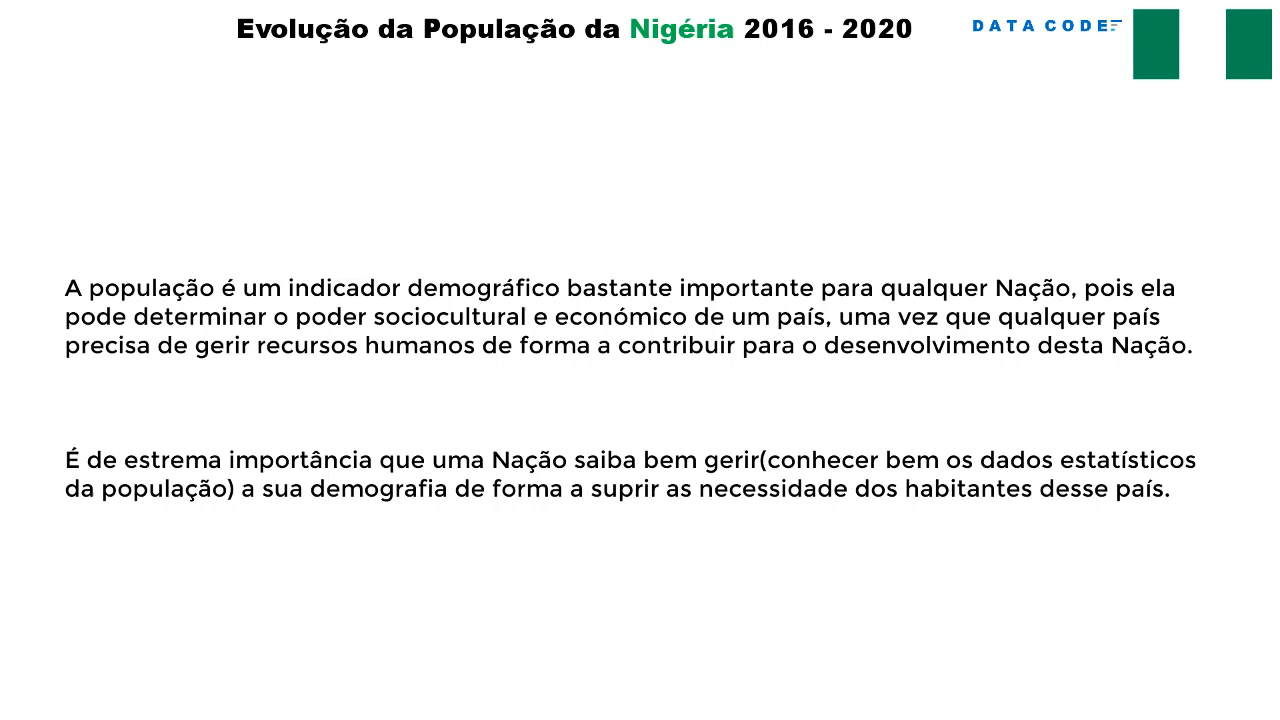 Evolução da População da Nigéria 2016 - 2020
DATA CODE
A população é um indicador demográfico bastante importante para qualquer Nação, pois ela
pode determinar o poder sociocultural e económico de um país, uma vez que qualquer país
precisa de gerir recursos humanos de forma a contribuir para o desenvolvimento desta Nação.
É de estrema importância que uma Nação saiba bem gerir(conhecer bem os dados estatísticos
da população) a sua demografia de forma a suprir as necessidade dos habitantes desse país.